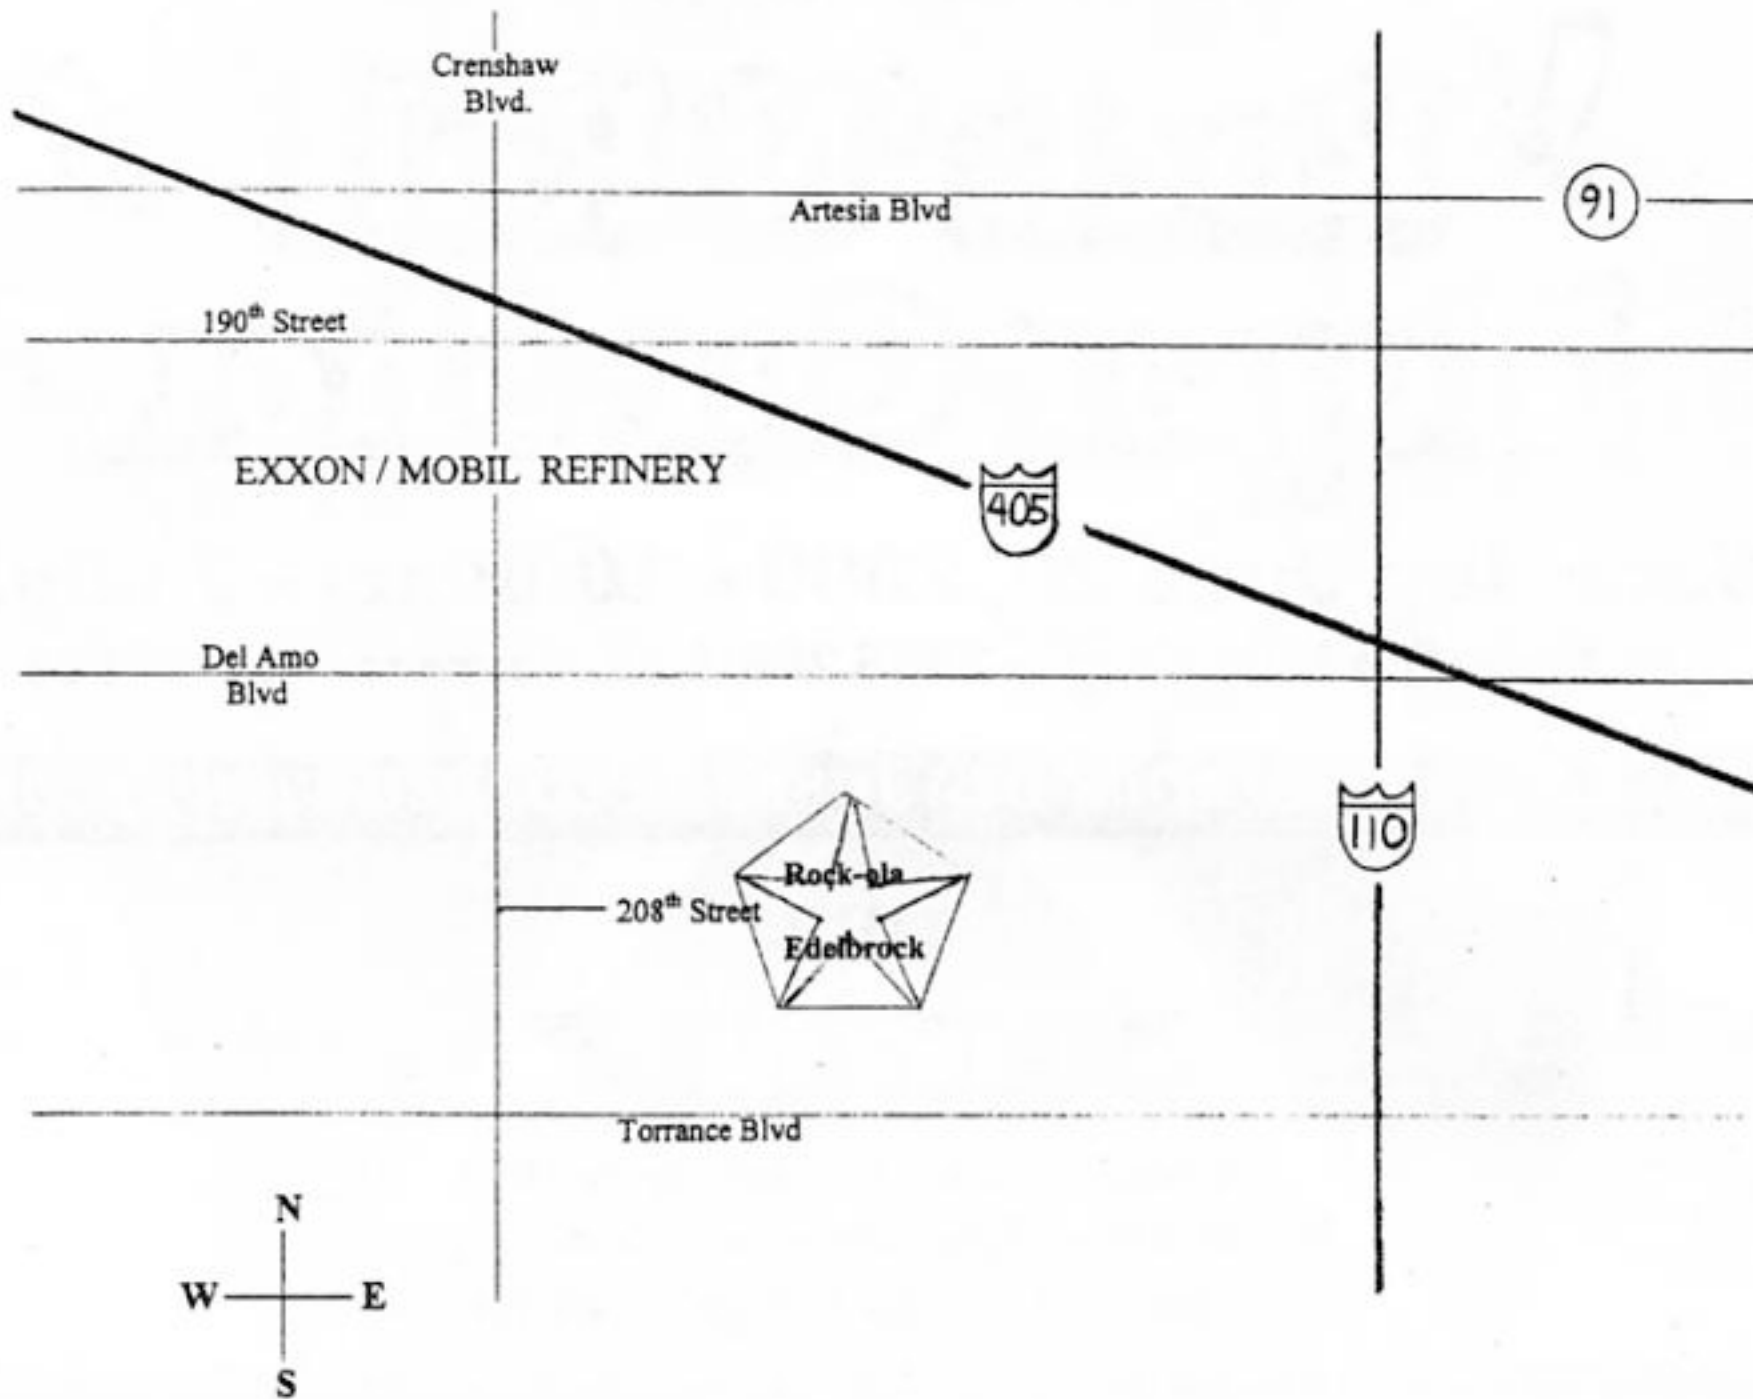 Crenshaw
Blvd.
Artesia Blvd
91
190th Street
EXXON / MOBIL REFINERY
405
Del Amo
Blvd
110
Rock-ola
208th Street
Edelbrock
Torrance Blvd
N
W E
S